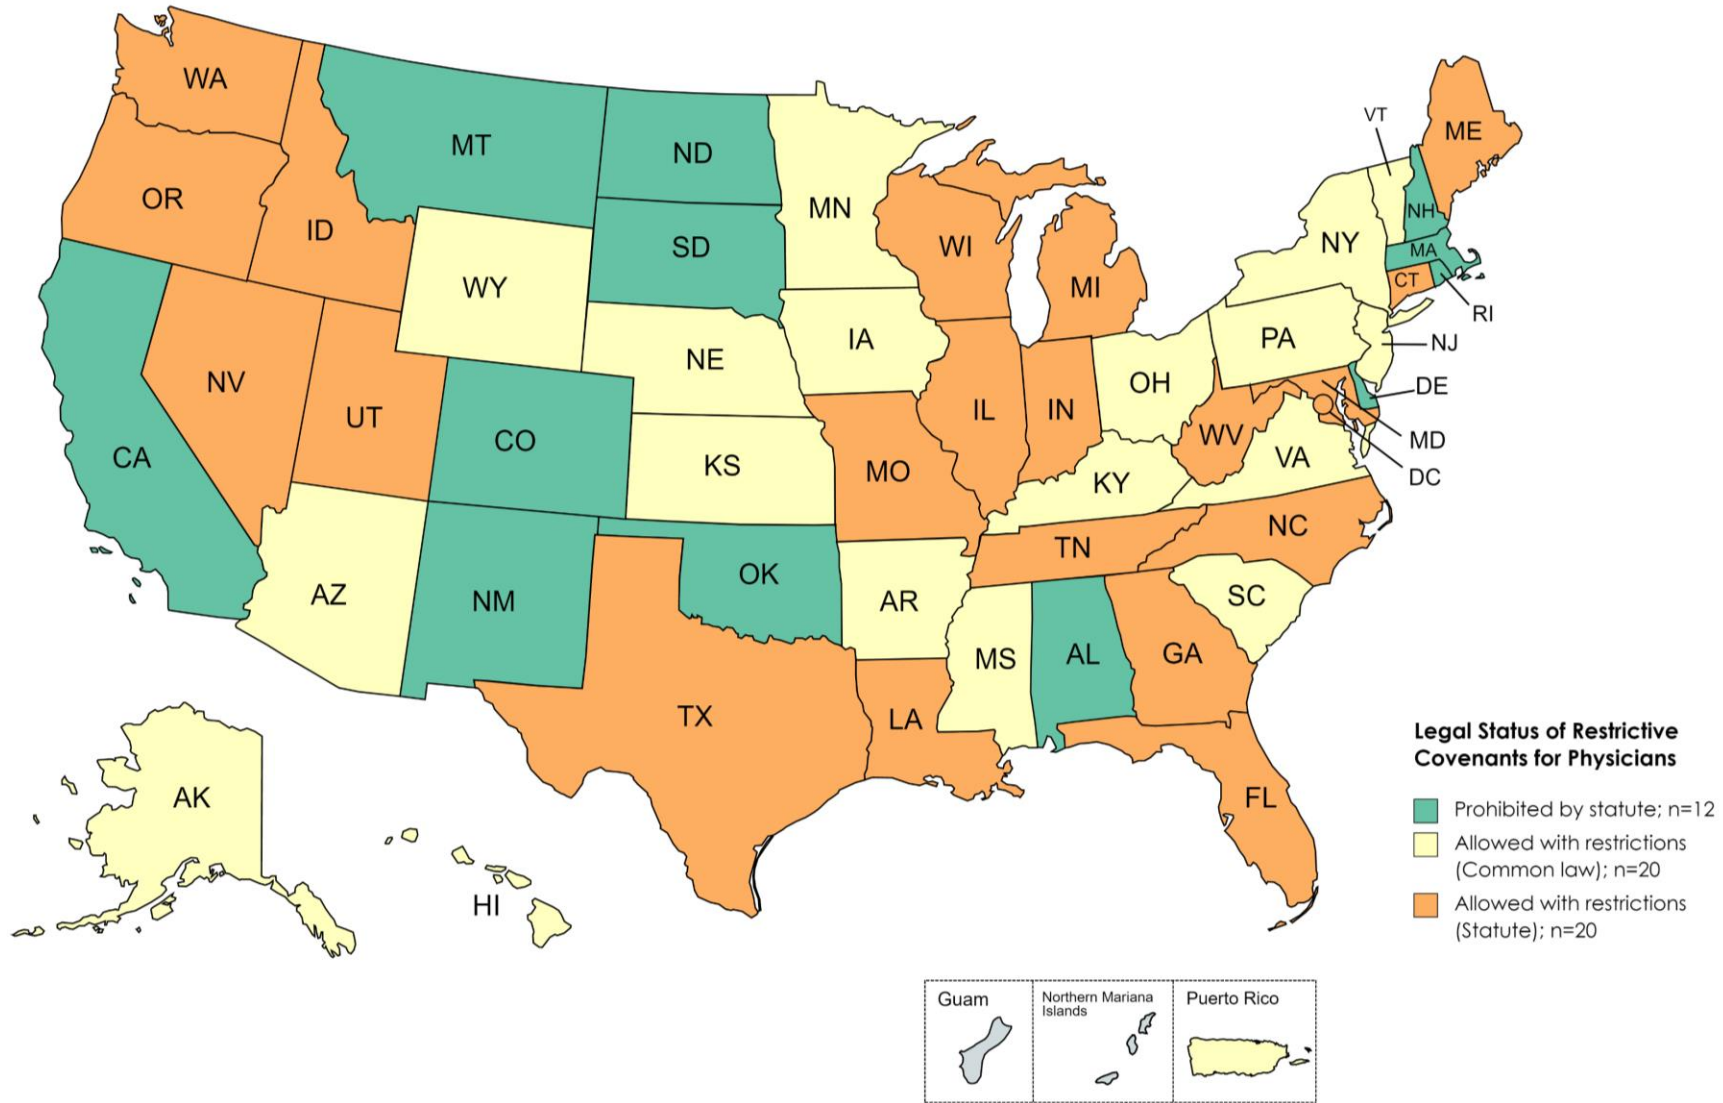 WA
MT
ND
MN
VT
ME
OR
ID
SD
WI
NH
NY
MA
WY
MI
CT
RI
IA
PA
NJ
NE
NV
OH
DE
UT
IL
IN
CO
WV
MD
CA
KS
MO
VA
DC
KY
NC
TN
OK
AZ
NM
AR
SC
MS
AL
GA
TX
LA
AK
FL
HI
Legal Status of Restrictive
Covenants for Physicians
Prohibited by statute; n=12
Allowed with restrictions
(Common law); n=20
Allowed with restrictions
(Statute); n=20
Guam
Northern Mariana
Islands
Puerto Rico